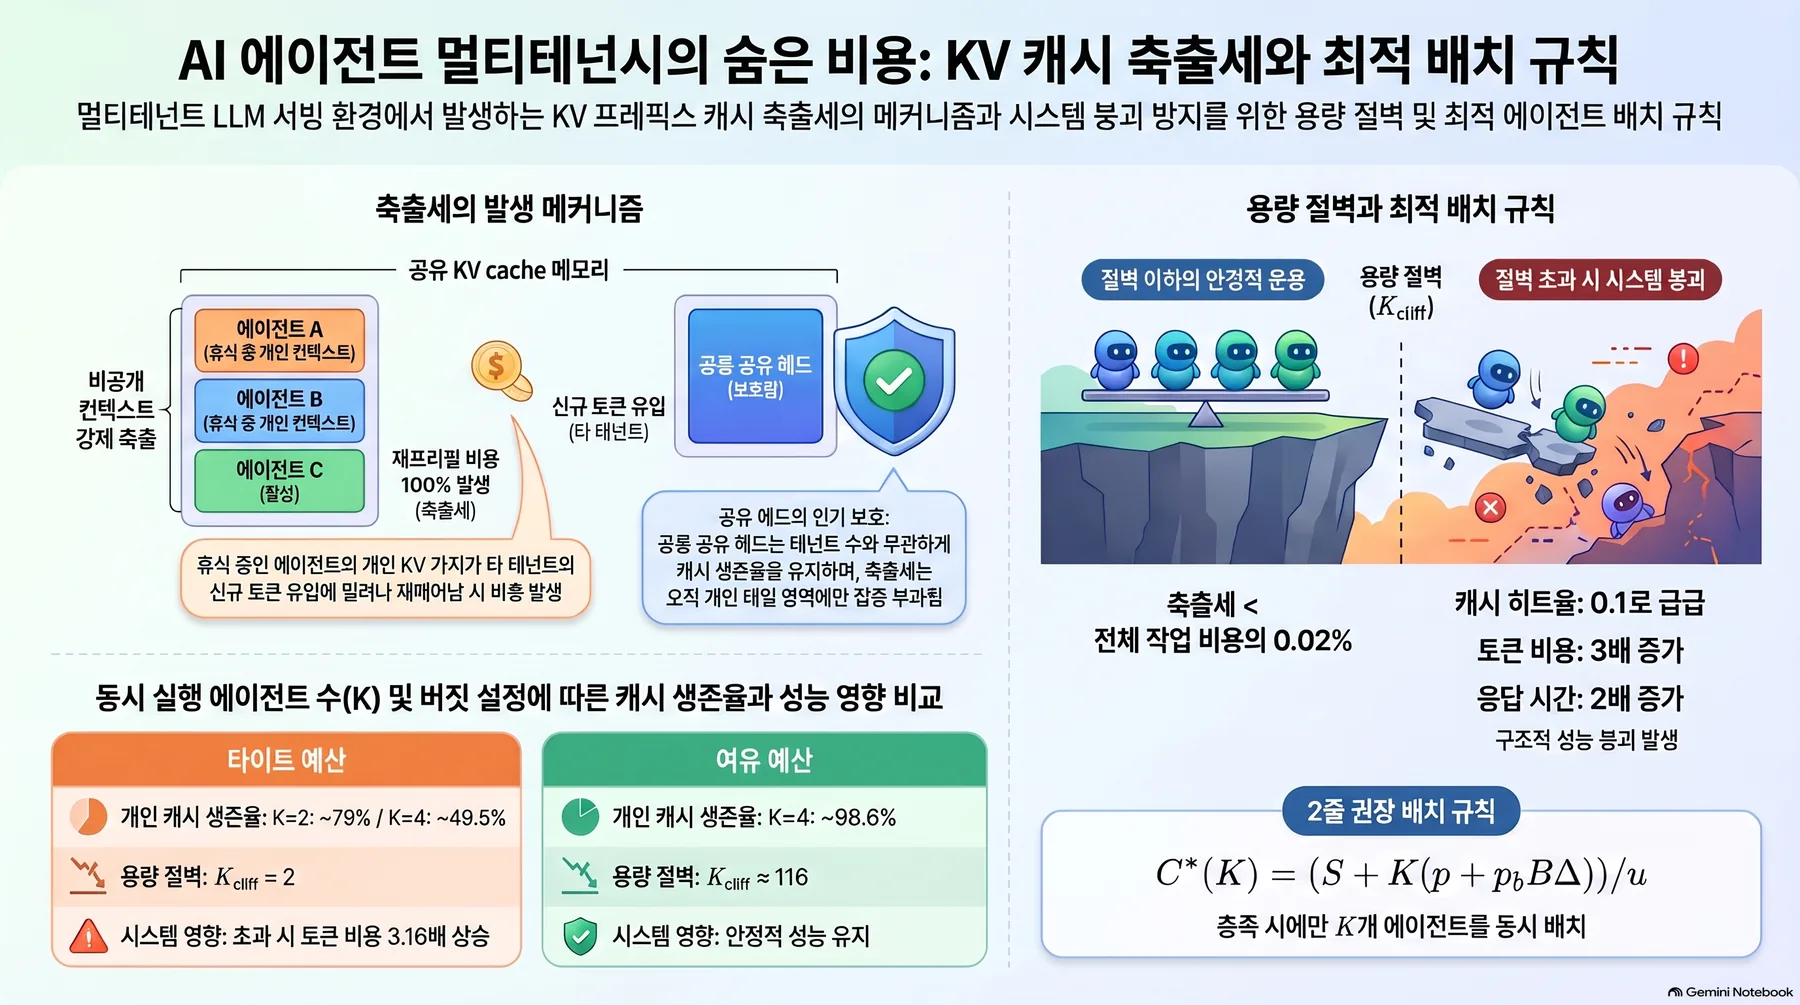 AI 에이전트 멀티테넌시의 숨은 비용: KV 캐시 축출세와 최적 배치 규칙
멀티테넌트 LLM 서빙 환경에서 발생하는 KV 프레픽스 캐시 축출세의 메커니즘과 시스템 붕괴 방지를 위한 용량 절벽 및 최적 에이전트 배치 규칙
축출세의 발생 메커니즘
공유 KV cache 메모리
비공개
컨텍스트
강제 축출
에이전트 A
(휴식 중 개인 컨텍스트)
에이전트 B
(휴식 중 개인 컨텍스트)
에이전트 C
(활성)
$
재프리필 비용
100% 발생
(축출세)
신규 토큰 유입
(타 태넌트)
공룡 공유 헤드
(보호림)
휴식 중인 에이전트의 개인 KV 가지가 타 테넌트의
신규 토큰 유입에 밀려나 재매어남 시 비횽 발생
공유 에드의 인기 보호:
공롱 공유 헤드는 테넌트 수와 무관하게
캐시 생존율을 유지하며, 축출세는
오직 개인 태일 영역에만 잡증 부과됨
동시 실행 에이전트 수(K) 및 버짓 설정에 따른 캐시 생존율과 성능 영향 비교
타이트 예산
개인 캐시 생존율: K=2: ~79% / K=4: ~49.5%
용량 절벽: K cliff = 2
시스템 영향: 초과 시 토큰 비용 3.16배 상승
여유 예산
개인 캐시 생존율: K=4: ~98.6%
용량 절벽: K cliff ≈ 116
시스템 영향: 안정적 성능 유지
용량 절벽과 최적 배치 규칙
절벽 이하의 안겅적 운용
용량 절벽
(K cliff)
절벽 초과 시 시스템 붕괴
축츨세 <
전체 작업 비용의 0.02%
캐시 히트율: 0.1로 급급
토큰 비용: 3배 증가
응답 시간: 2배 증가
구조적 성능 붕괴 발생
2줄 권장 배치 규칙
C*(K) = (S + K(p + p_b BΔ))/u
층족 시에만 K개 에이전트를 동시 배치
Gemini Notebook